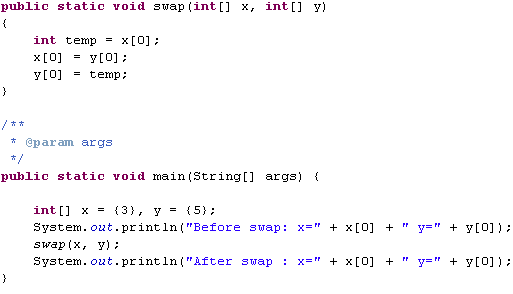 public static void swap(int[] x, int[] y)
{
    int temp = x[0];
    x[0] = y[0];
    y[0] = temp;
}

/**
 * @param args
 */
public static void main(String[] args) {

    int[] x = {3}, y = {5};
    System.out.println("Before swap: x=" + x[0] + " y=" + y[0]);
    swap(x, y);
    System.out.println("After swap : x=" + x[0] + " y=" + y[0]);
}